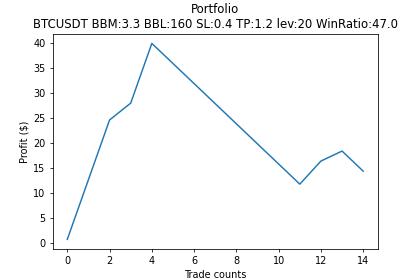 Portfolio
BTCUSDT BBM:3.3 BBL:160 SL:0.4 TP:1.2 lev:20 WinRatio:47.0
40
35
30
25
20
15
10
5
0
Profit ($)
0 2 4 6 8 10 12 14
Trade counts